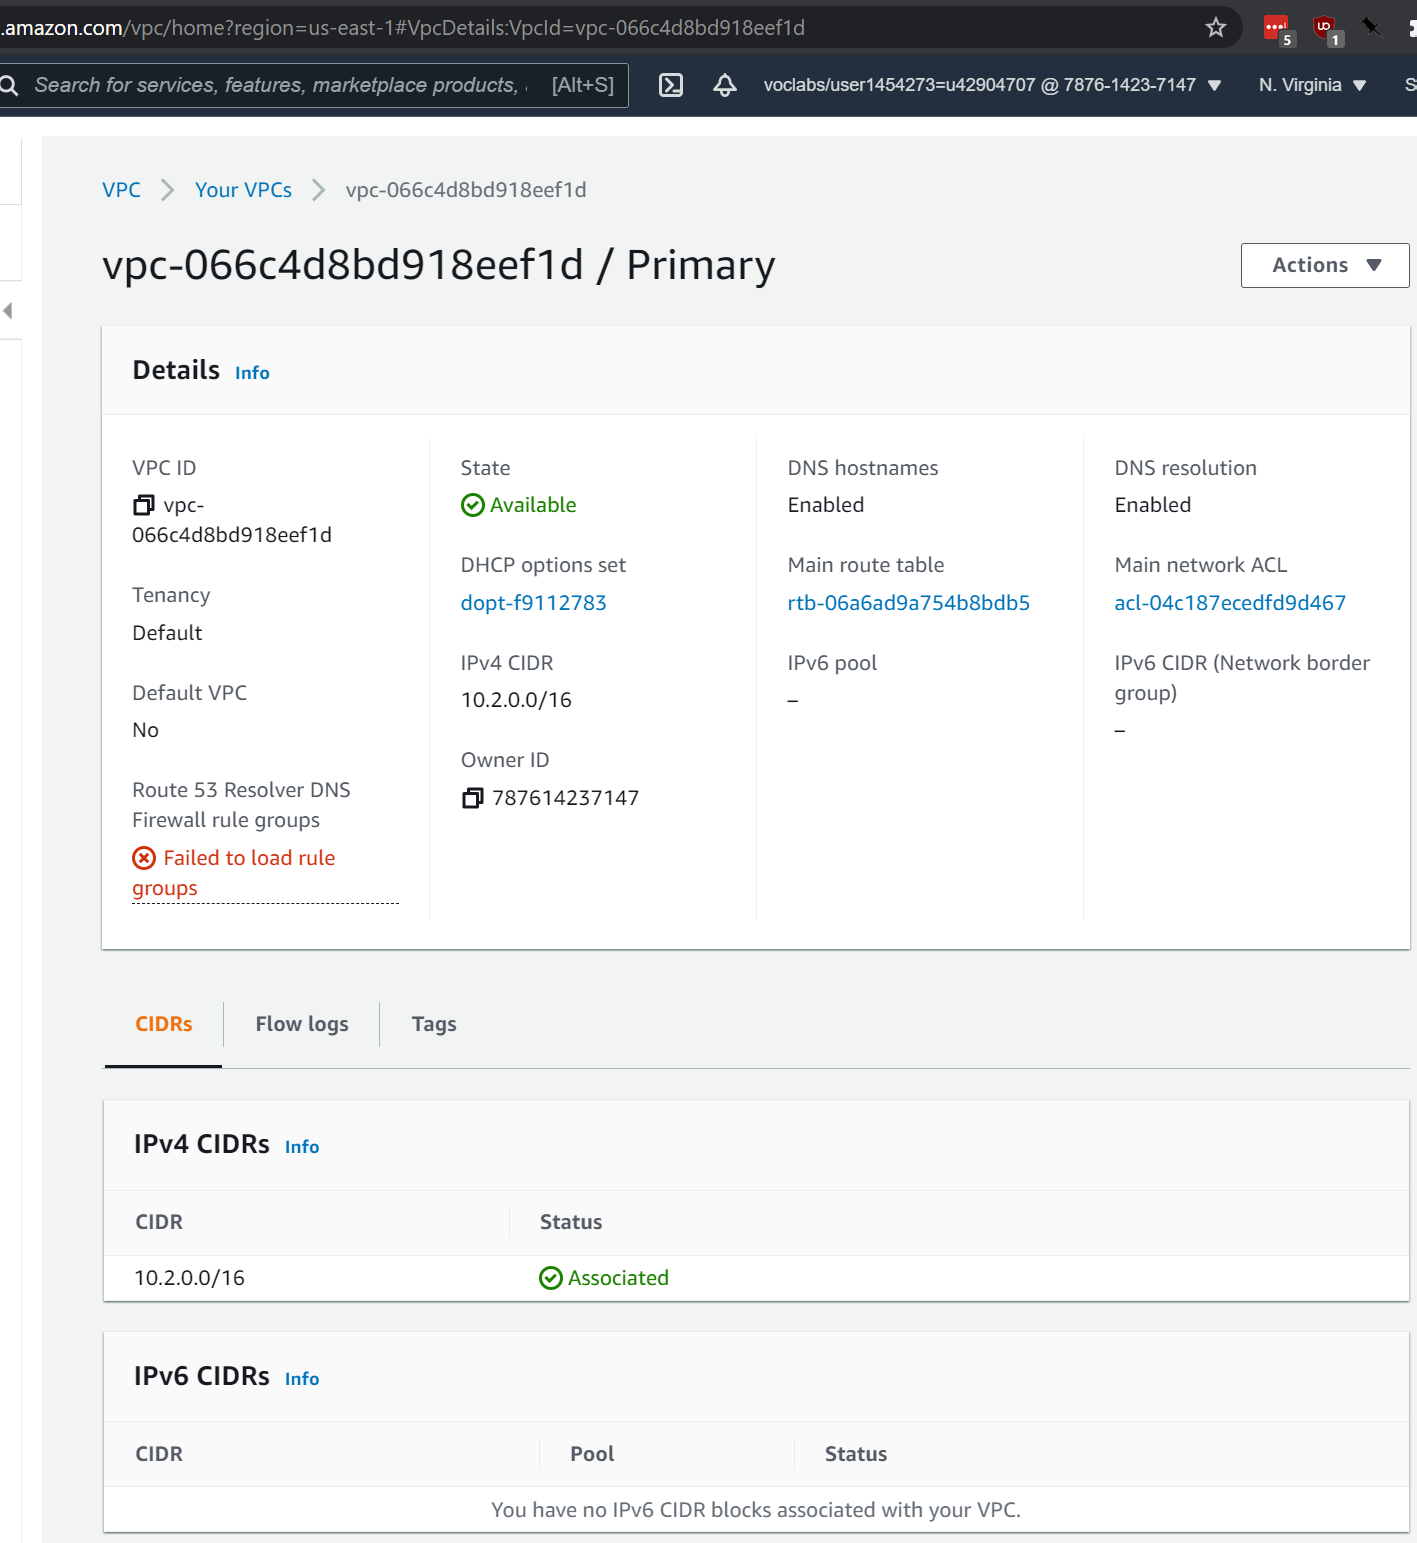 .amazon.com/vpc/home?region=us-east-1#VpcDetails:VpcId=vpc-066c4d8bd918eef1d
5
1
Search for services, features, marketplace products, [Alt+S]
voclabs/user1454273=u42904707 @ 7876-1423-7147 ▼
N. Virginia ▼
VPC > Your VPCs > vpc-066c4d8bd918eef1d
vpc-066c4d8bd918eef1d / Primary
Actions ▼
Details Info
VPC ID
vpc-
066c4d8bd918eef1d
Tenancy
Default
Default VPC
No
Route 53 Resolver DNS
Firewall rule groups
Failed to load rule
groups
State
Available
DHCP options set
dopt-f9112783
IPv4 CIDR
10.2.0.0/16
Owner ID
787614237147
DNS hostnames
Enabled
Main route table
rtb-06a6ad9a754b8bdb5
IPv6 pool
–
DNS resolution
Enabled
Main network ACL
acl-04c187ecedfd9d467
IPv6 CIDR (Network border
group)
–
CIDRs
Flow logs
Tags
IPv4 CIDRs Info
CIDR Status
10.2.0.0/16 Associated
IPv6 CIDRs Info
CIDR Pool Status
You have no IPv6 CIDR blocks associated with your VPC.